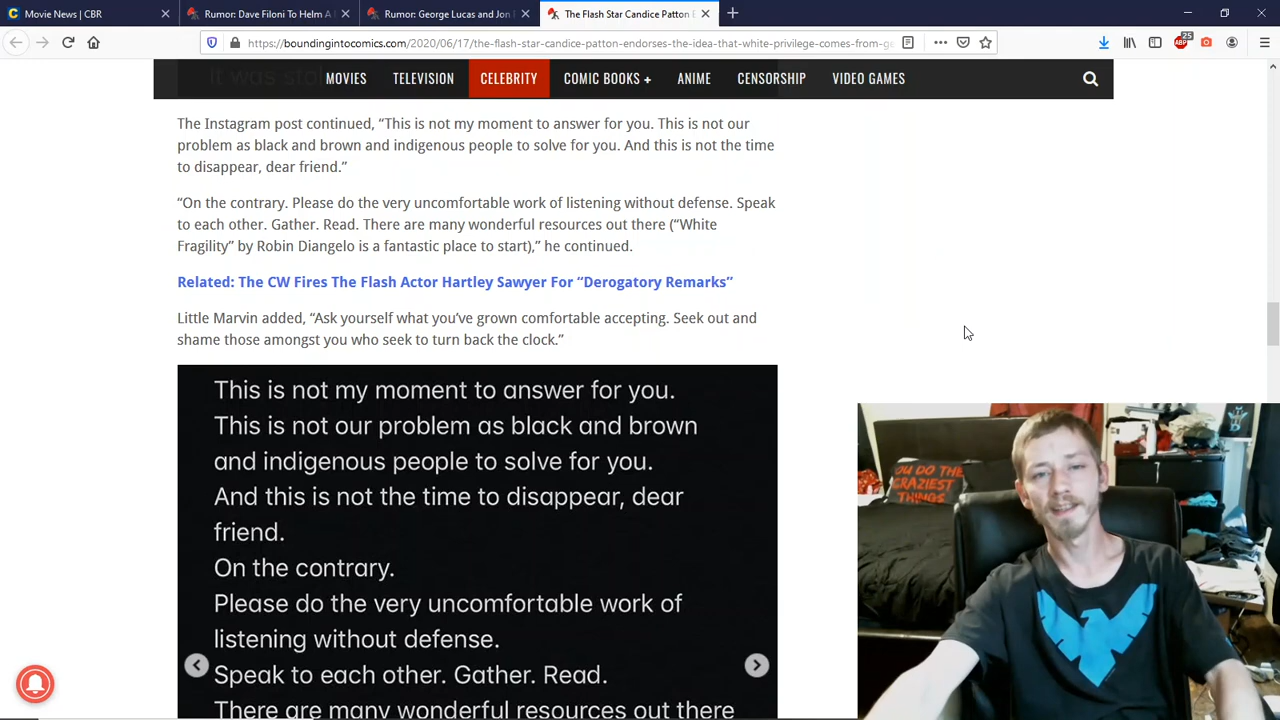 Movie News | CBR
Rumor: Dave Filoni To Helm A
Rumor: George Lucas and Jon
The Flash Star Candice Patton E
https://boundingintocomics.com/2020/06/17/the-flash-star-candice-patton-endorses-the-idea-that-white-privilege-comes-from-ge
25
ABP
It was stol
MOVIES TELEVISION CELEBRITY COMIC BOOKS + ANIME CENSORSHIP VIDEO GAMES
The Instagram post continued, “This is not my moment to answer for you. This is not our
problem as black and brown and indigenous people to solve for you. And this is not the time
to disappear, dear friend.”
“On the contrary. Please do the very uncomfortable work of listening without defense. Speak
to each other. Gather. Read. There are many wonderful resources out there (“White
Fragility” by Robin Diangelo is a fantastic place to start),” he continued.
Related: The CW Fires The Flash Actor Hartley Sawyer For “Derogatory Remarks”
Little Marvin added, “Ask yourself what you’ve grown comfortable accepting. Seek out and
shame those amongst you who seek to turn back the clock.”
This is not my moment to answer for you.
This is not our problem as black and brown
and indigenous people to solve for you.
And this is not the time to disappear, dear
friend.
On the contrary.
Please do the very uncomfortable work of
listening without defense.
Speak to each other. Gather. Read.
There are many wonderful resources out there
YOU DO THE
CRAZIEST
THINGS